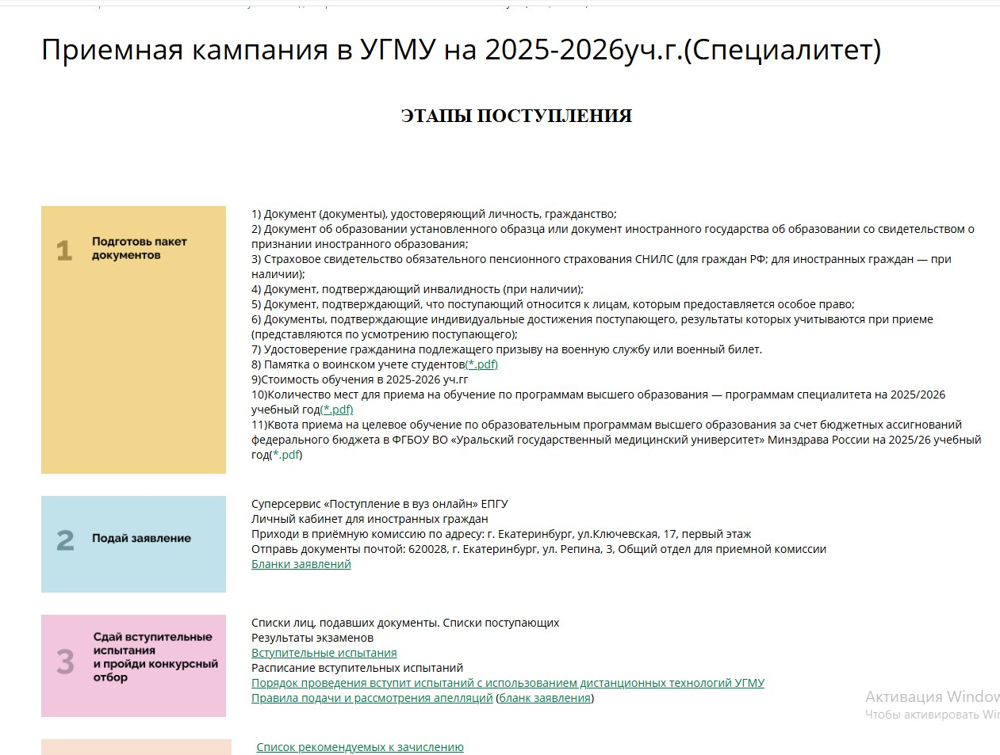 Приемная кампания в УГМУ на 2025-2026уч.г.(Специалитет)
ЭТАПЫ ПОСТУПЛЕНИЯ
1
Подготовь пакет
документов
1) Документ (документы), удостоверяющий личность, гражданство;
2) Документ об образовании установленного образца или документ иностранного государства об образовании со свидетельством о
признании иностранного образования;
3) Страховое свидетельство обязательного пенсионного страхования СНИЛС (для граждан РФ; для иностранных граждан — при
наличии);
4) Документ, подтверждающий инвалидность (при наличии);
5) Документ, подтверждающий, что поступающий относится к лицам, которым предоставляется особое право;
6) Документы, подтверждающие индивидуальные достижения поступающего, результаты которых учитываются при приеме
(представляются по усмотрению поступающего);
7) Удостоверение гражданина подлежащего призыву на военную службу или военный билет.
8) Памятка о воинском учете студентов(*.pdf)
9)Стоимость обучения в 2025-2026 уч.гг
10)Количество мест для приема на обучение по программам высшего образования — программам специалитета на 2025/2026
учебный год(*.pdf)
11)Квота приема на целевое обучение по образовательным программам высшего образования за счет бюджетных ассигнований
федерального бюджета в ФГБОУ ВО «Уральский государственный медицинский университет» Минздрава России на 2025/26 учебный
год(*.pdf)
2
Подай заявление
Суперсервис «Поступление в вуз онлайн» ЕПГУ
Личный кабинет для иностранных граждан
Приходи в приёмную комиссию по адресу: г. Екатеринбург, ул.Ключевская, 17, первый этаж
Отправь документы почтой: 620028, г. Екатеринбург, ул. Репина, 3, Общий отдел для приемной комиссии
Бланки заявлений
3
Сдай вступительные
испытания
и пройди конкурсный
отбор
Списки лиц, подавших документы. Списки поступающих
Результаты экзаменов
Вступительные испытания
Расписание вступительных испытаний
Порядок проведения вступит испытаний с использованием дистанционных технологий УГМУ
Правила подачи и рассмотрения апелляций (бланк заявления)
Активация Window
Чтобы активировать Wi
Список рекомендуемых к зачислению